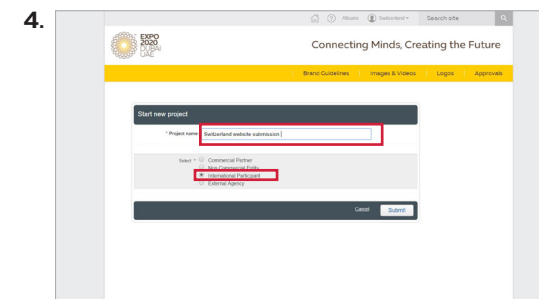 4.
Albums
Switzerland
Search site
EXPO
2020
DUBAI
UAE
Connecting Minds, Creating the Future
Brand Guidelines
Images & Videos
Logos
Approvals
Start new project
* Project name
Switzerland website submission
Select *
Commercial Partner
Non-Commercial Entity
International Participant
External Agency
Cancel
Submit